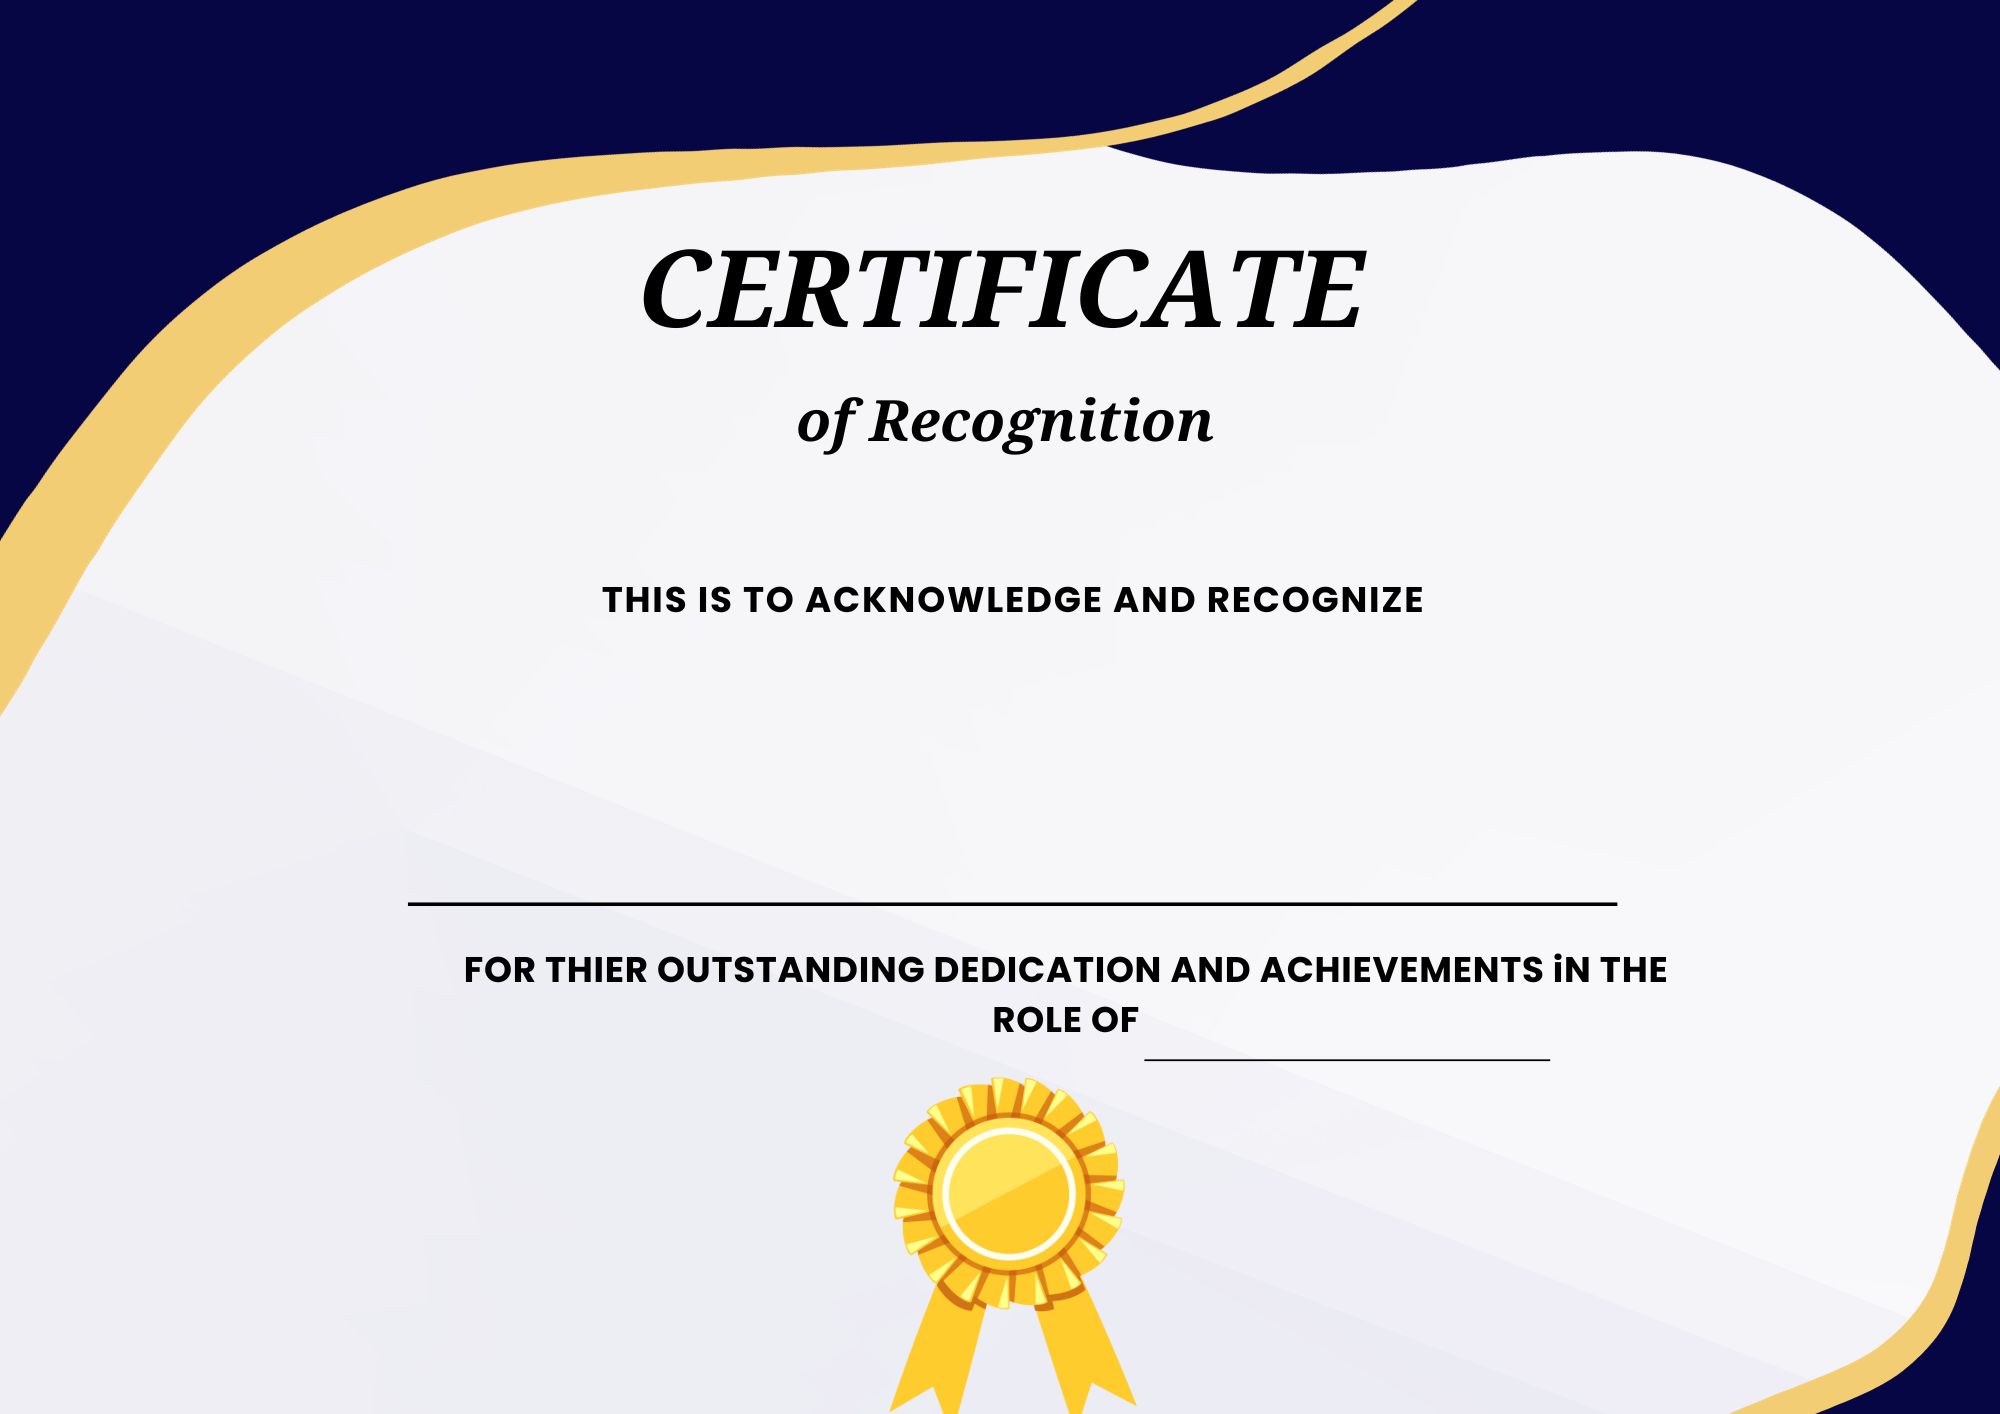 CERTIFICATE
of Recognition
THIS IS TO ACKNOWLEDGE AND RECOGNIZE
FOR THIER OUTSTANDING DEDICATION AND ACHIEVEMENTS iN THE
ROLE OF